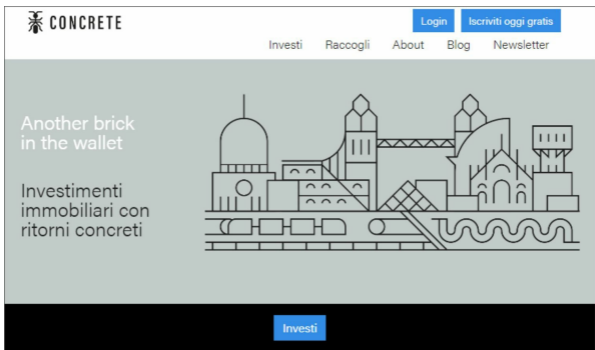 CONCRETE
Login
Iscriviti oggi gratis
Investi
Raccogli
About
Blog
Newsletter
Another brick
in the wallet
Investimenti
immobiliari con
ritorni concreti
Investi